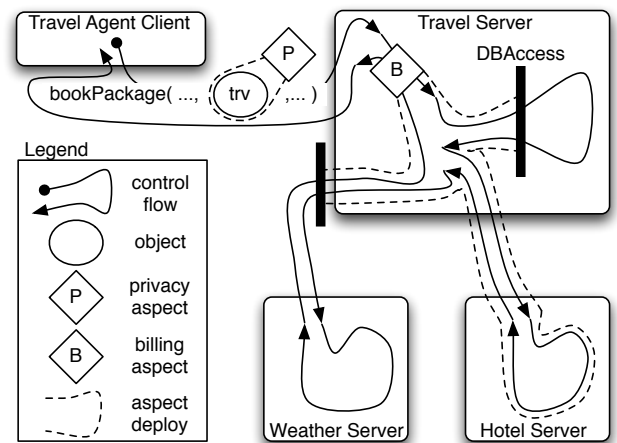 Travel Agent Client
Travel Server
P
B
DBAccess
bookPackage( ..., trv ,... )
Legend
control
flow
object
P
privacy
aspect
B
billing
aspect
aspect
deploy
Weather Server
Hotel Server